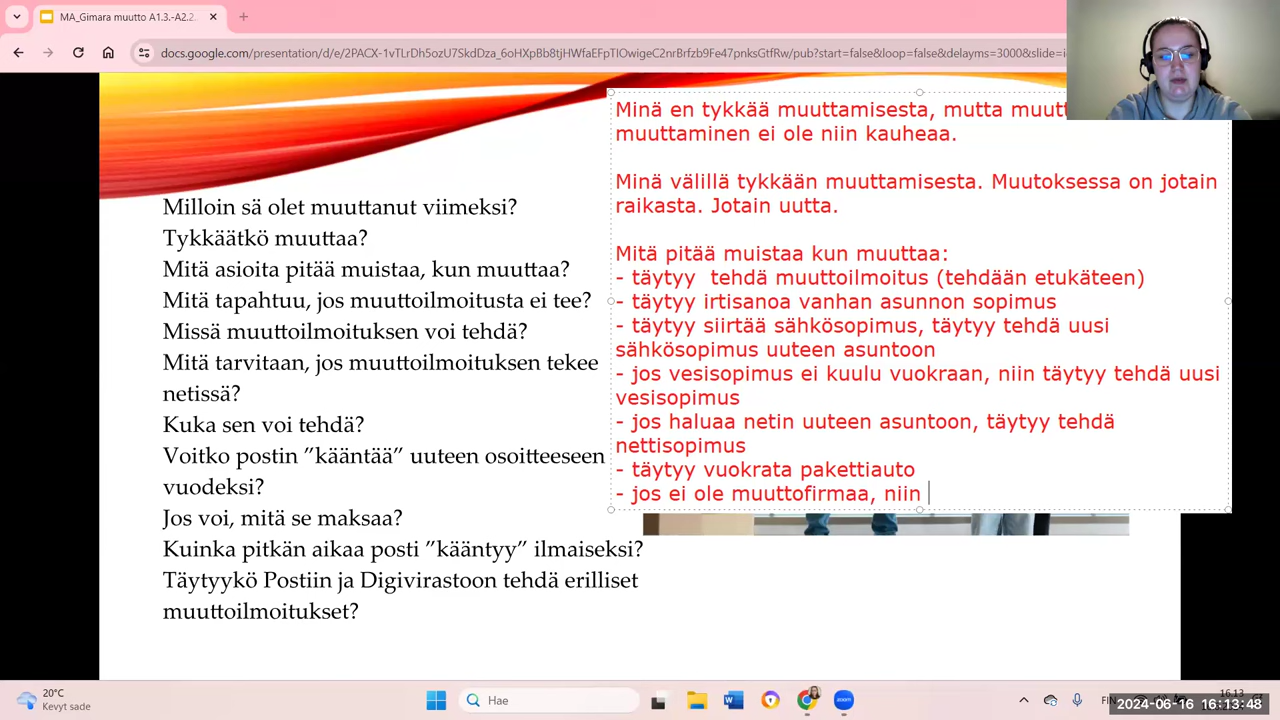 MA_Gimara muutto A1.3.-A2.2.
docs.google.com/presentation/d/e/2PACX-1vTLrDh5ozU7SkdDza_6oHXpBb8tjHWfaEFpTIOwigeC2nrBrfzb9Fe47pnksGtfRw/pub?start=false&loop=false&delayms=3000&slide=i
Milloin sä olet muuttanut viimeksi?
Tykkäätkö muuttaa?
Mitä asioita pitää muistaa, kun muuttaa?
Mitä tapahtuu, jos muuttoilmoitusta ei tee?
Missä muuttoilmoituksen voi tehdä?
Mitä tarvitaan, jos muuttoilmoituksen tekee
netissä?
Kuka sen voi tehdä?
Voitko postin ”kääntää” uuteen osoitteeseen
vuodeksi?
Jos voi, mitä se maksaa?
Kuinka pitkän aikaa posti ”kääntyy” ilmaiseksi?
Täytyykö Postiin ja Digivirastoon tehdä erilliset
muuttoilmoitukset?
Minä en tykkää muuttamisesta, mutta muutt
muuttaminen ei ole niin kauheaa.
Minä välillä tykkään muuttamisesta. Muutoksessa on jotain
raikasta. Jotain uutta.
Mitä pitää muistaa kun muuttaa:
- täytyy  tehdä muuttoilmoitus (tehdään etukäteen)
- täytyy irtisanoa vanhan asunnon sopimus
- täytyy siirtää sähkösopimus, täytyy tehdä uusi
sähkösopimus uuteen asuntoon
- jos vesisopimus ei kuulu vuokraan, niin täytyy tehdä uusi
vesisopimus
- jos haluaa netin uuteen asuntoon, täytyy tehdä
nettisopimus
- täytyy vuokrata pakettiauto
- jos ei ole muuttofirmaa, niin
20°C
Kevyt sade
Hae
zoom
FIN
16.13
2024-06-16 16:13:48